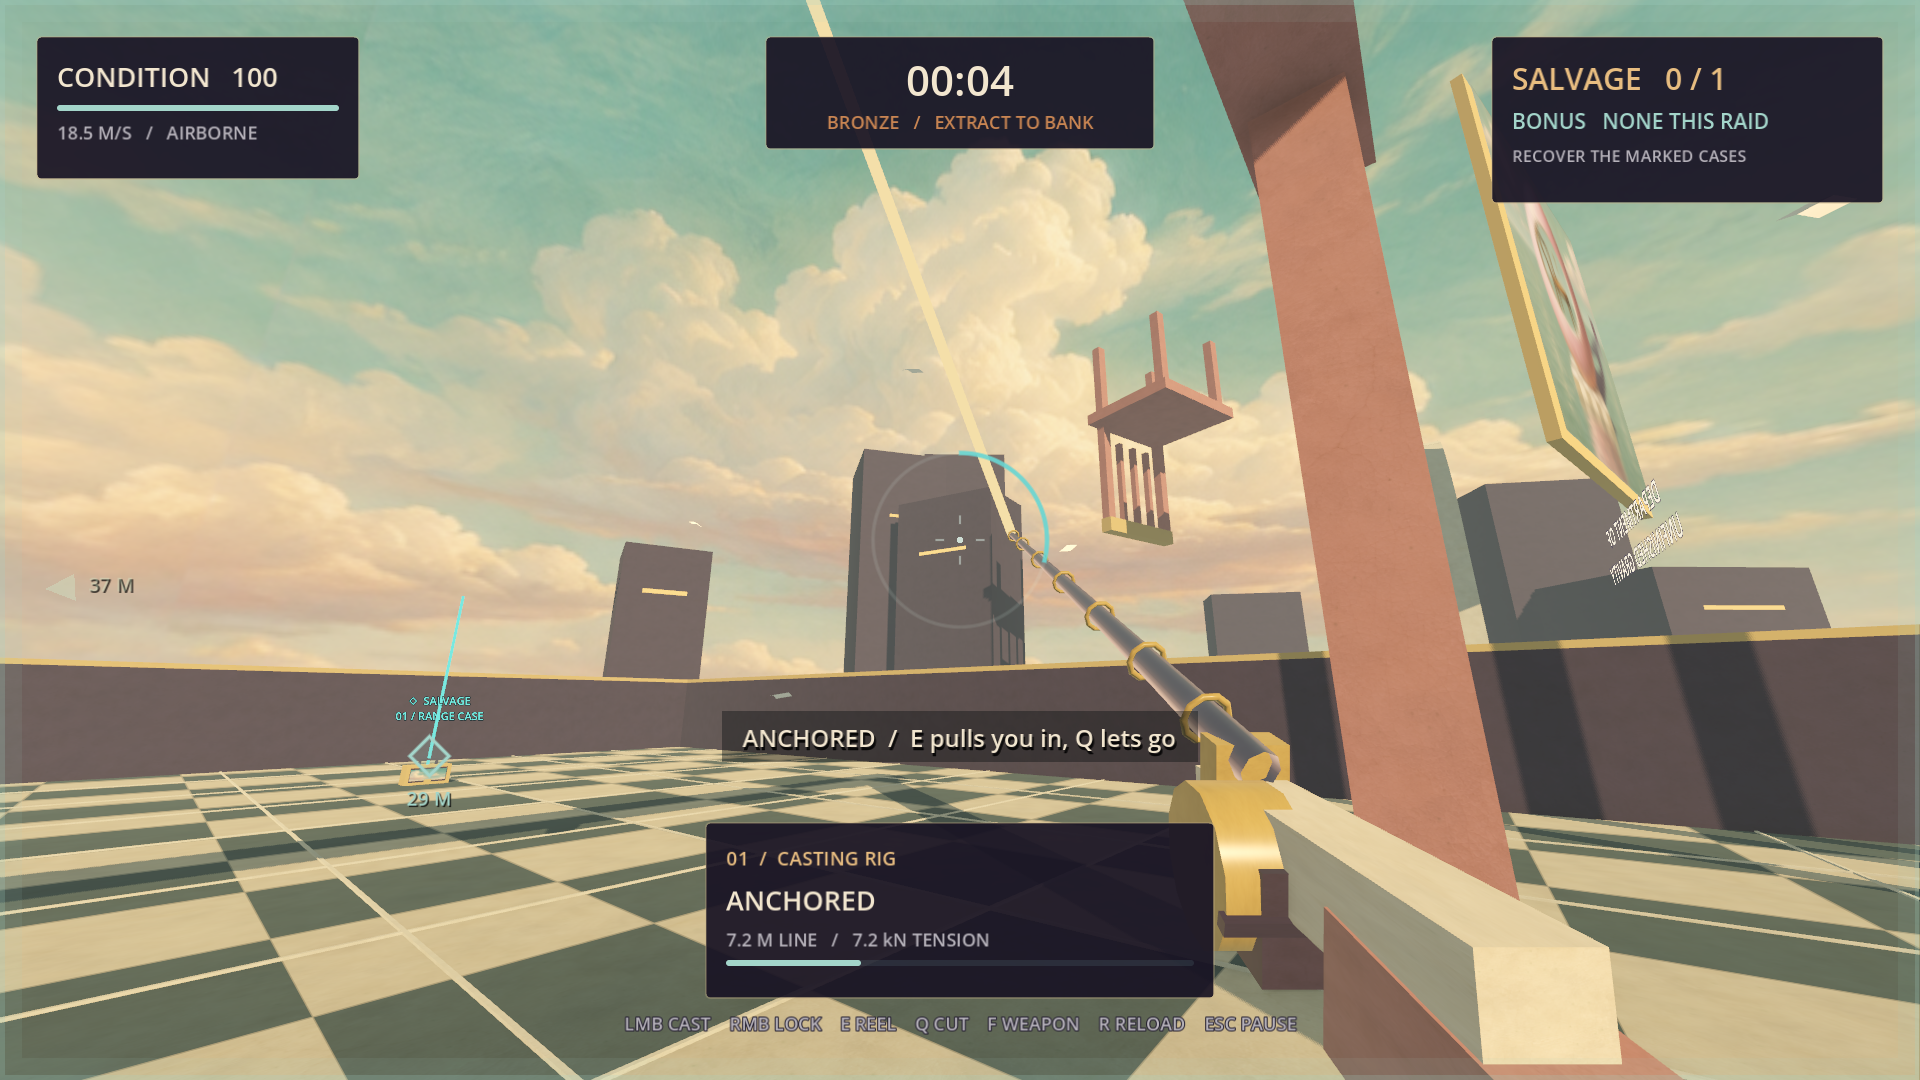 CONDITION 100
18.5 M/S / AIRBORNE
00:04
BRONZE / EXTRACT TO BANK
SALVAGE 0 / 1
BONUS NONE THIS RAID
RECOVER THE MARKED CASES
37 M
◇ SALVAGE
01 / RANGE CASE
29 M
ANCHORED / E pulls you in, Q lets go
01 / CASTING RIG
ANCHORED
7.2 M LINE / 7.2 kN TENSION
LMB CAST RMB LOCK E REEL Q CUT F WEAPON R RELOAD ESC PAUSE